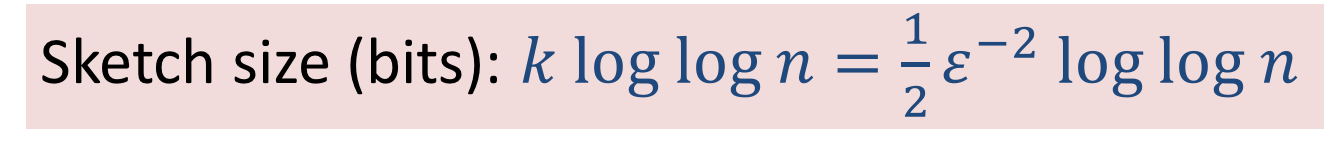 Sketch size (bits): k log log n = 1/2 ε⁻² log log n